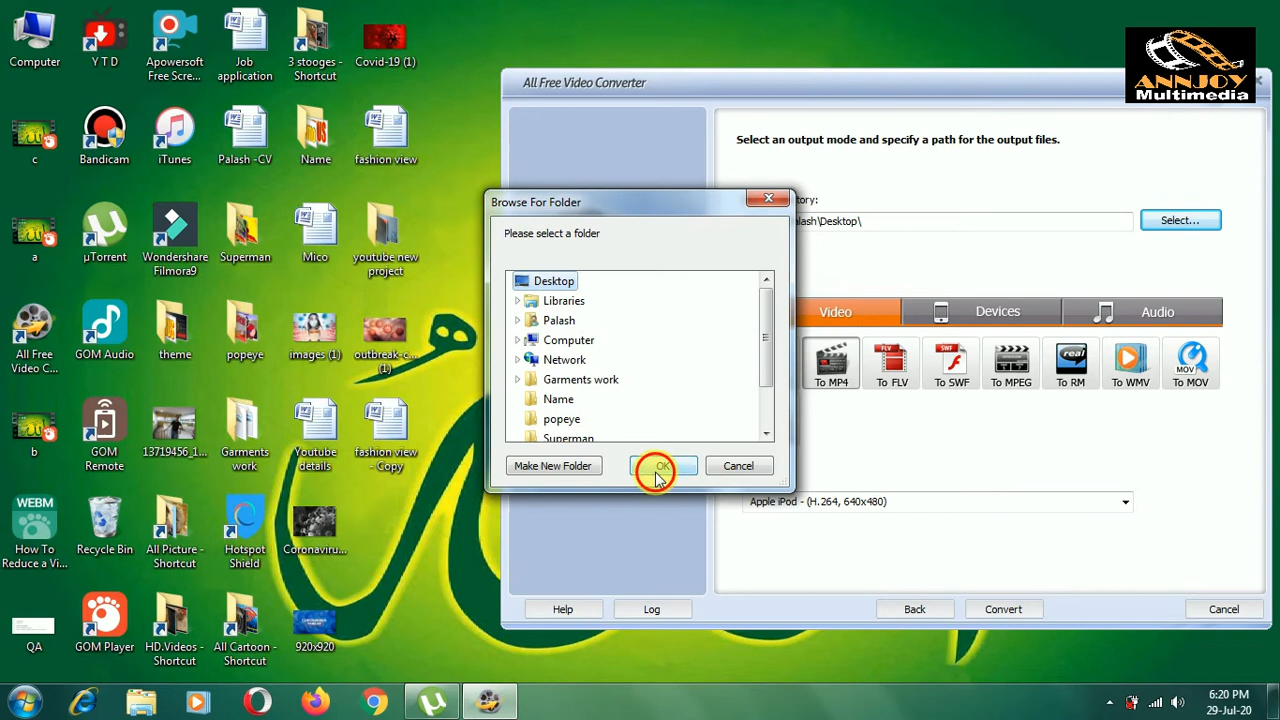 Computer
Y T D
Apowersoft
Free Scre...
Job
application
3 stooges -
Shortcut
Covid-19 (1)
c
Bandicam
iTunes
Palash -CV
Name
fashion view
a
µTorrent
Wondershare
Filmora9
Superman
Mico
youtube new
project
All Free
Video C...
GOM Audio
theme
popeye
images (1)
outbreak-c...
(1)
b
GOM
Remote
13719456_1...
Garments
work
Youtube
details
fashion view
- Copy
WEBM
How To
Reduce a Vi...
Recycle Bin
All Picture -
Shortcut
Hotspot
Shield
Coronaviru...
QA
GOM Player
HD.Videos -
Shortcut
All Cartoon -
Shortcut
920x920
ANNJOY
Multimedia
All Free Video Converter
Select an output mode and specify a path for the output files.
tory:
lash\Desktop\
Select...
Video
Devices
Audio
To MP4
To FLV
To SWF
To MPEG
To RM
To WMV
To MOV
Apple iPod - (H.264, 640x480)
Help
Log
Back
Convert
Cancel
Browse For Folder
Please select a folder
Desktop
Libraries
Palash
Computer
Network
Garments work
Name
popeye
Superman
Make New Folder
OK
Cancel
6:20 PM
29-Jul-20